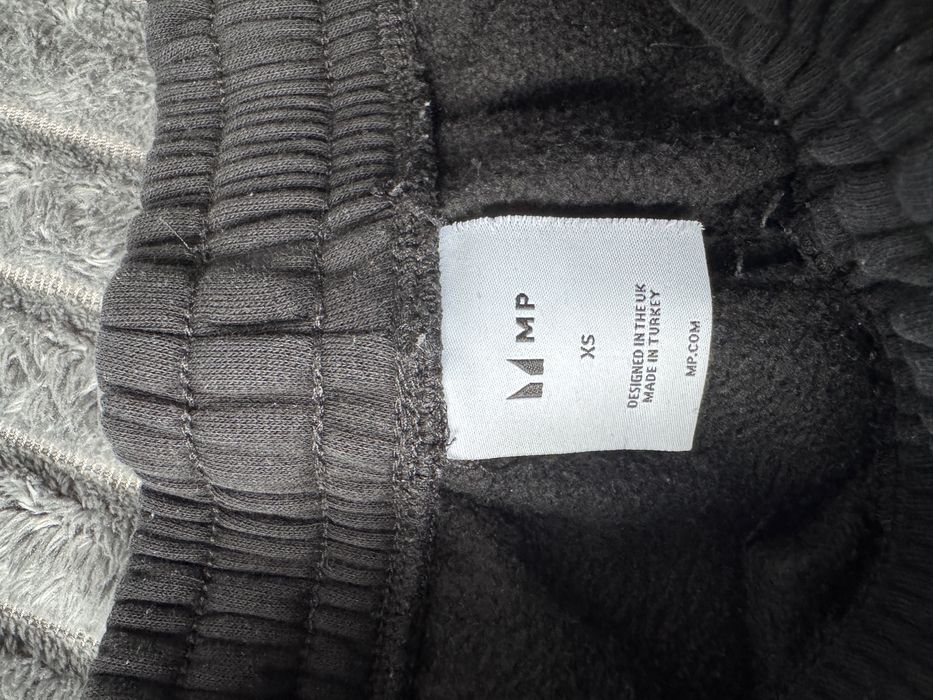 MP
XS
DESIGNED IN THE UK
MADE IN TURKEY
MP.COM